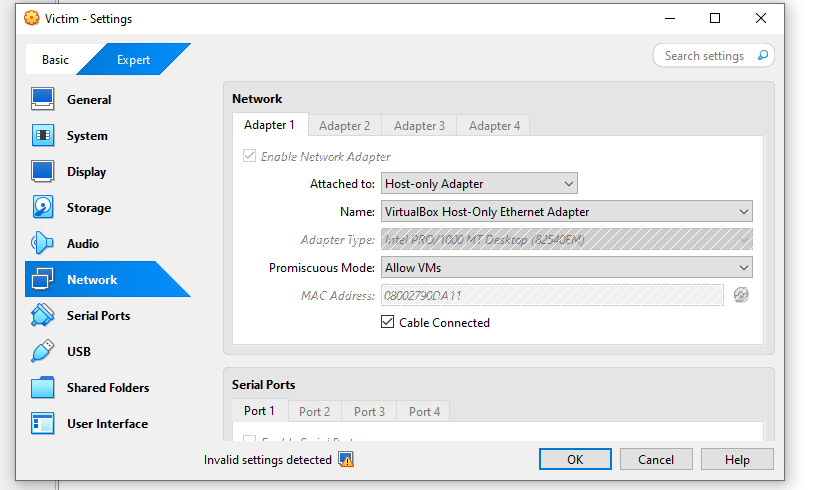 Victim - Settings
Basic
Expert
Search settings
General
System
Display
Storage
Audio
Network
Serial Ports
USB
Shared Folders
User Interface
Network
Adapter 1
Adapter 2
Adapter 3
Adapter 4
Enable Network Adapter
Attached to: Host-only Adapter
Name: VirtualBox Host-Only Ethernet Adapter
Adapter Type: Intel PRO/1000 MT Desktop (82540EM)
Promiscuous Mode: Allow VMs
MAC Address: 08002790DA11
Cable Connected
Serial Ports
Port 1
Port 2
Port 3
Port 4
Invalid settings detected
OK
Cancel
Help